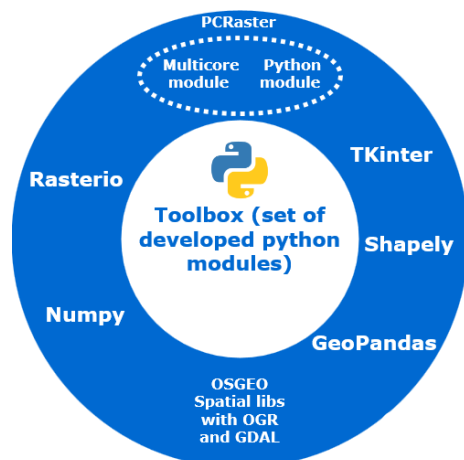 PCRaster
Multicore
module
Python
module
Rasterio
TKinter
Toolbox (set of
developed python
modules)
Shapely
Numpy
GeoPandas
OSGEO
Spatial libs
with OGR
and GDAL